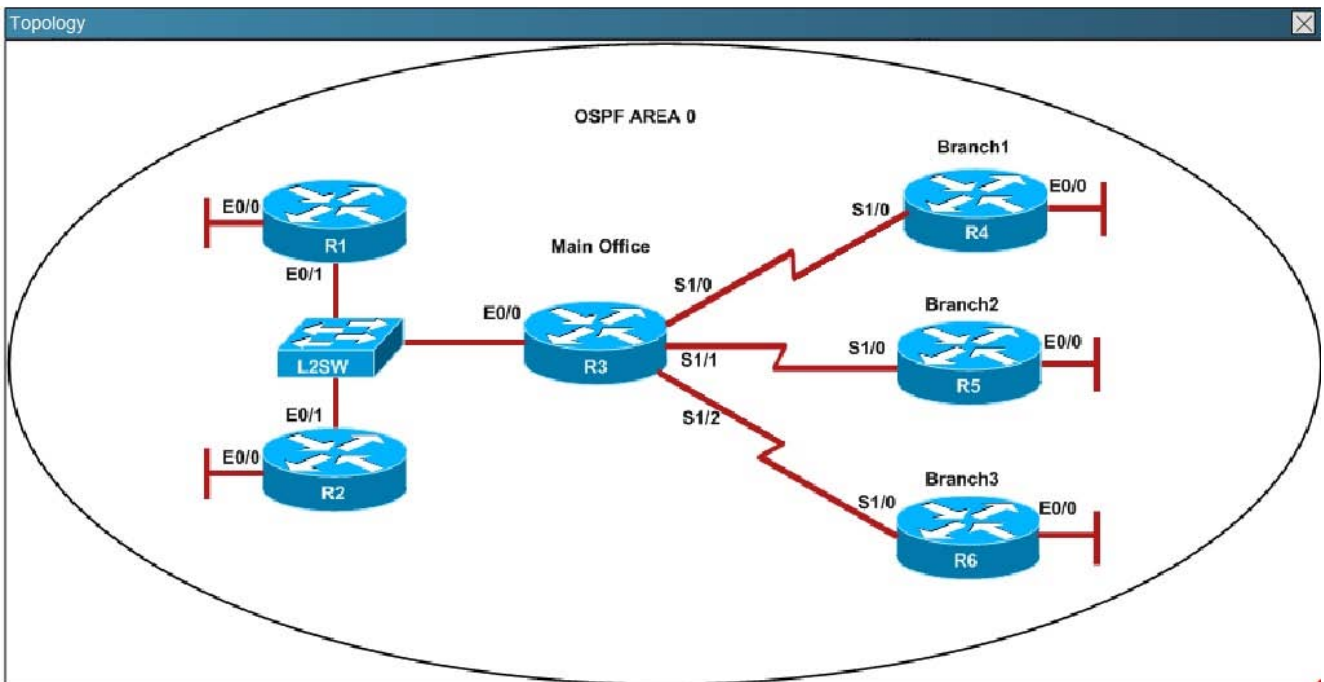 Topology
OSPF AREA 0
Branch1
E0/0
S1/0
R4
E0/0
R1
E0/1
Main Office
S1/0
E0/0
R3
S1/1
S1/2
L2SW
Branch2
E0/0
S1/0
R5
E0/1
E0/0
R2
Branch3
E0/0
S1/0
R6